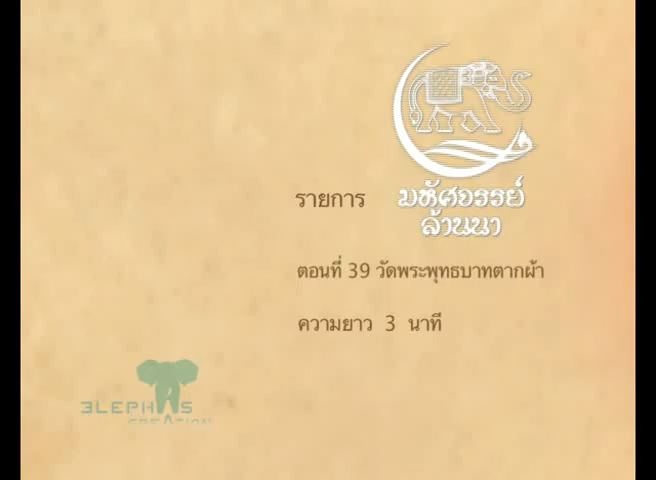 รายการ มหัศจรรย์
ล้านนา
ตอนที่ 39 วัดพระพุทธบาทตากผ้า
ความยาว 3 นาที
3LEPHAS
CREATION